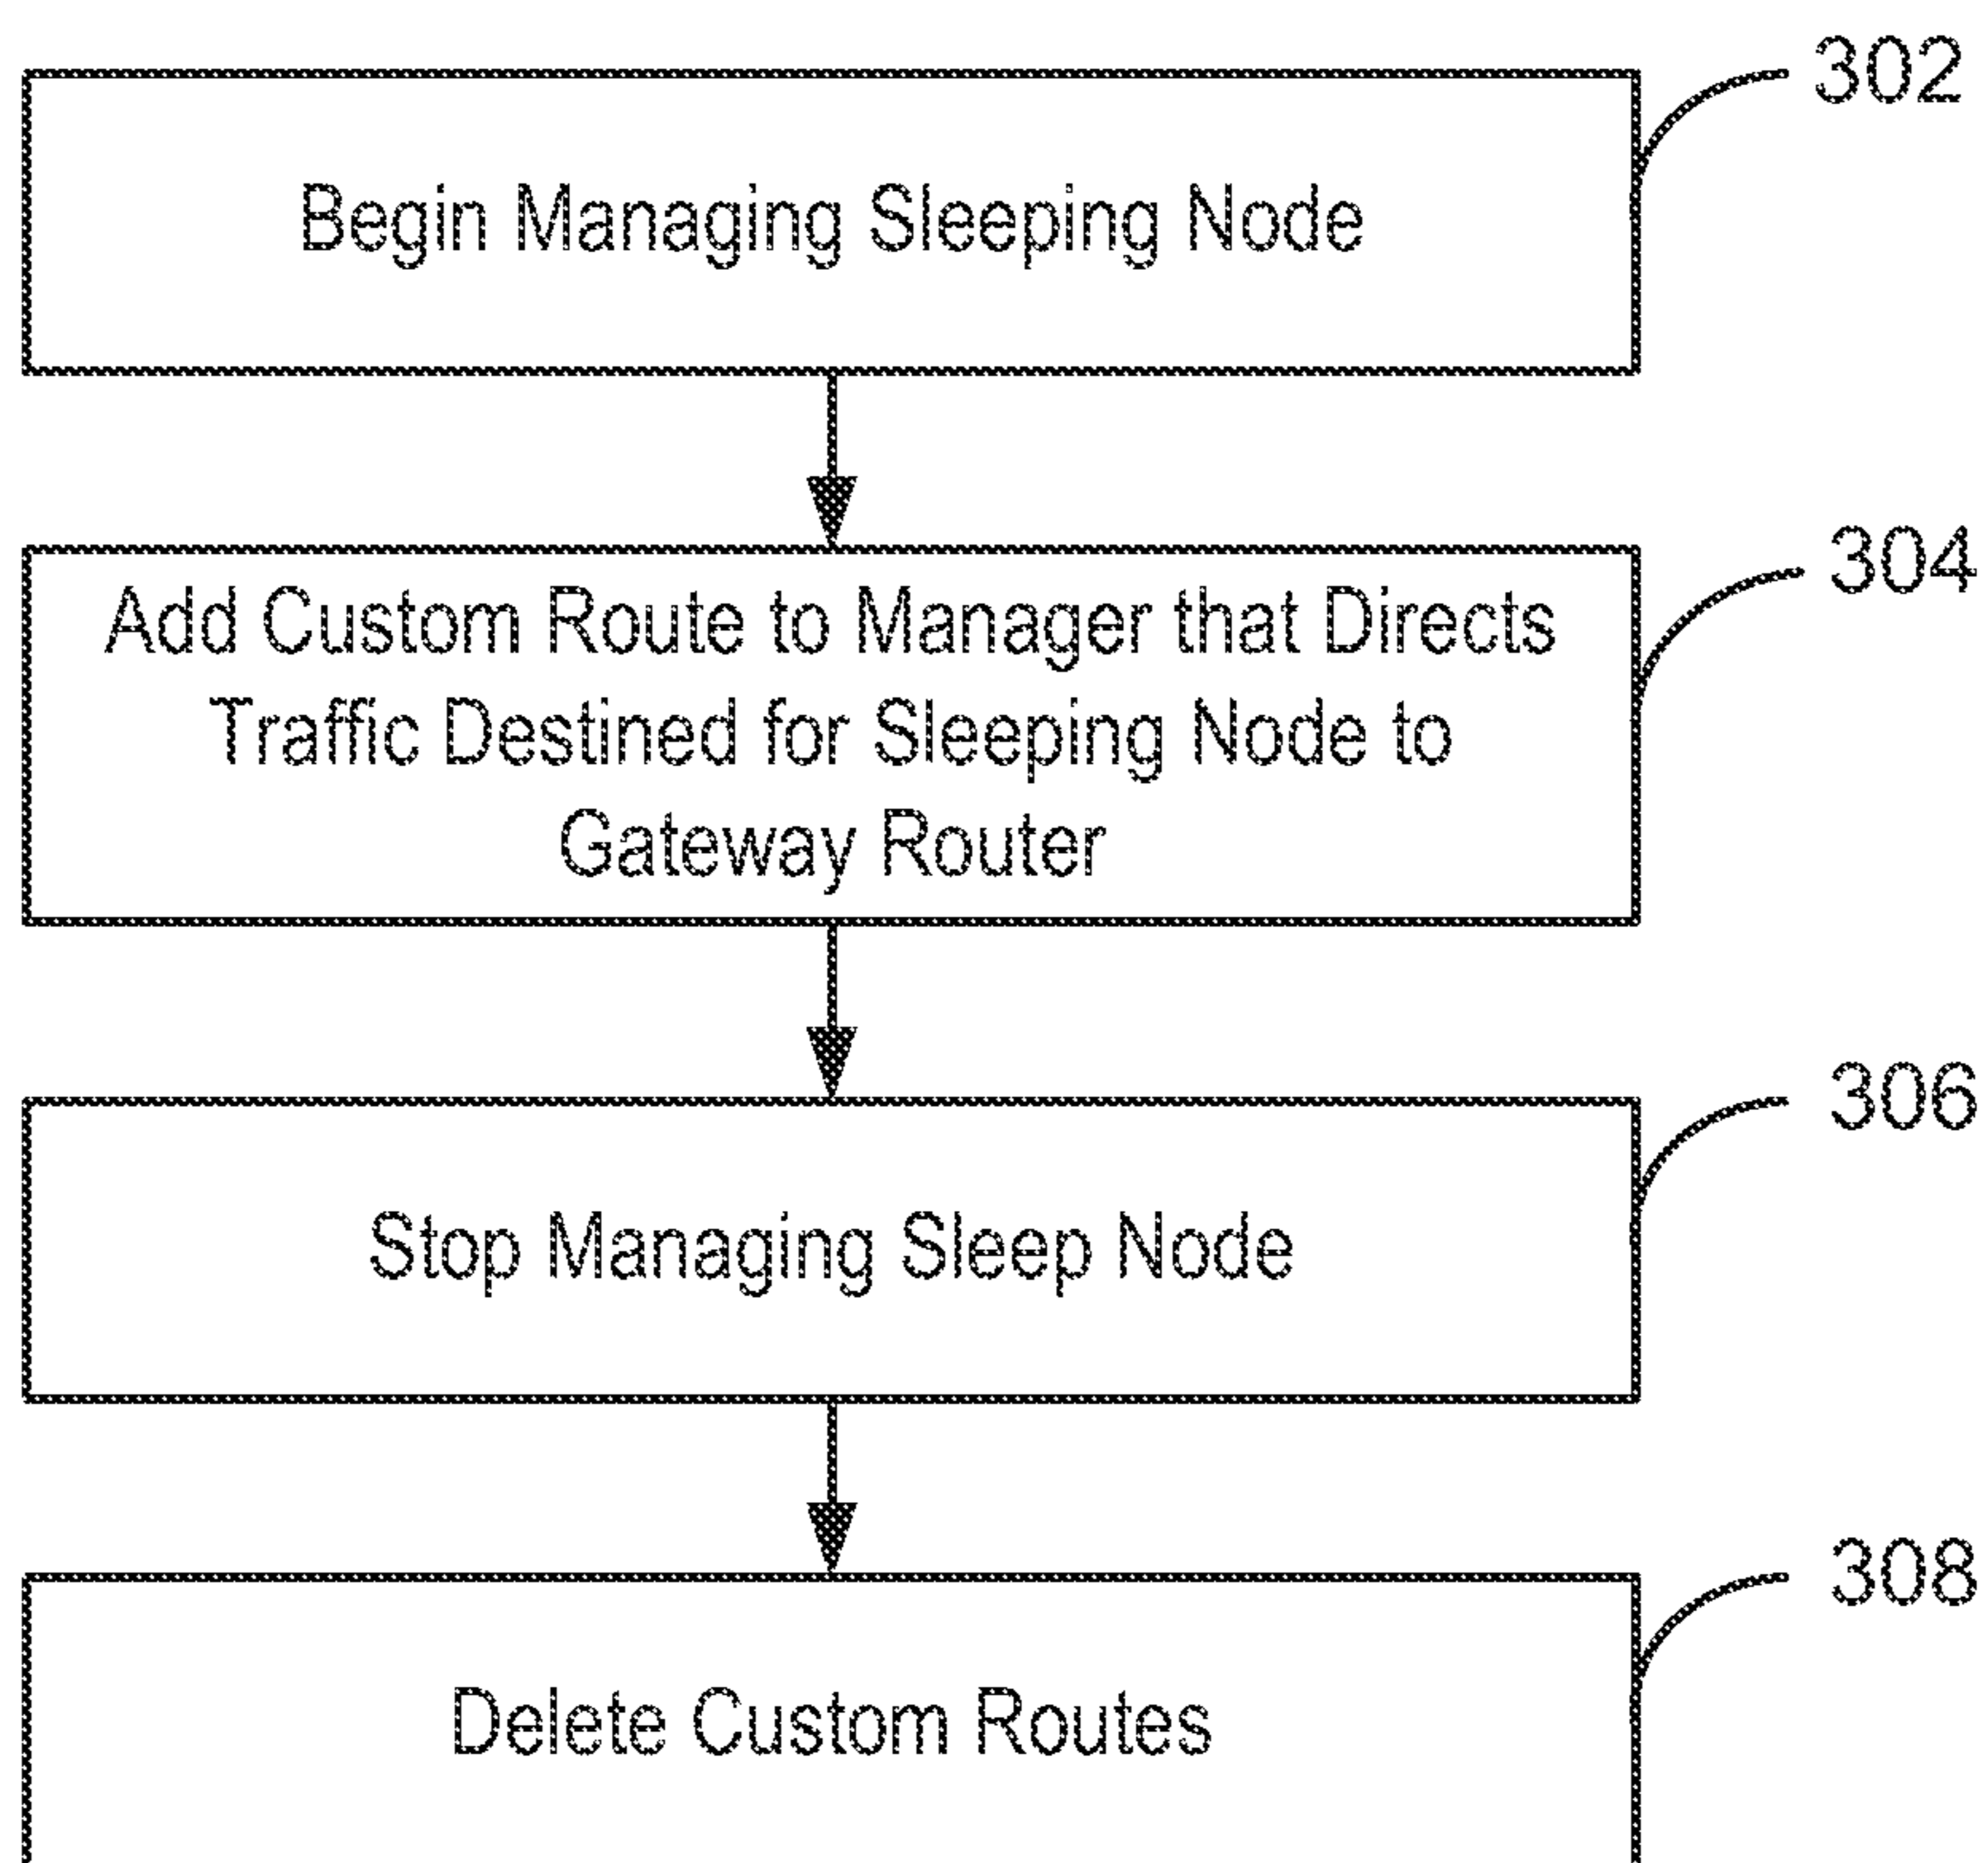 302
Begin Managing Sleeping Node
304
Add Custom Route to Manager that Directs
Traffic Destined for Sleeping Node to
Gateway Router
306
Stop Managing Sleep Node
308
Delete Custom Routes